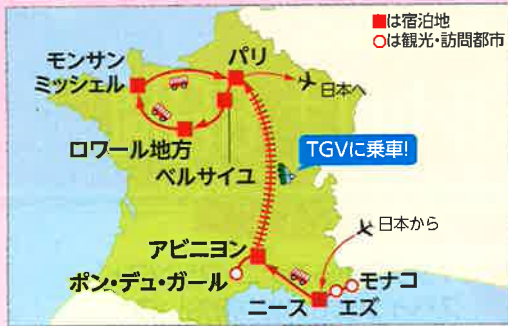 ■は宿泊地
○は観光・訪問都市
モンサン
ミッシェル
パリ
日本へ
ロワール地方
ベルサイユ
TGVに乗車!
アビニヨン
日本から
ポン・デュ・ガール
モナコ
ニース
エズ